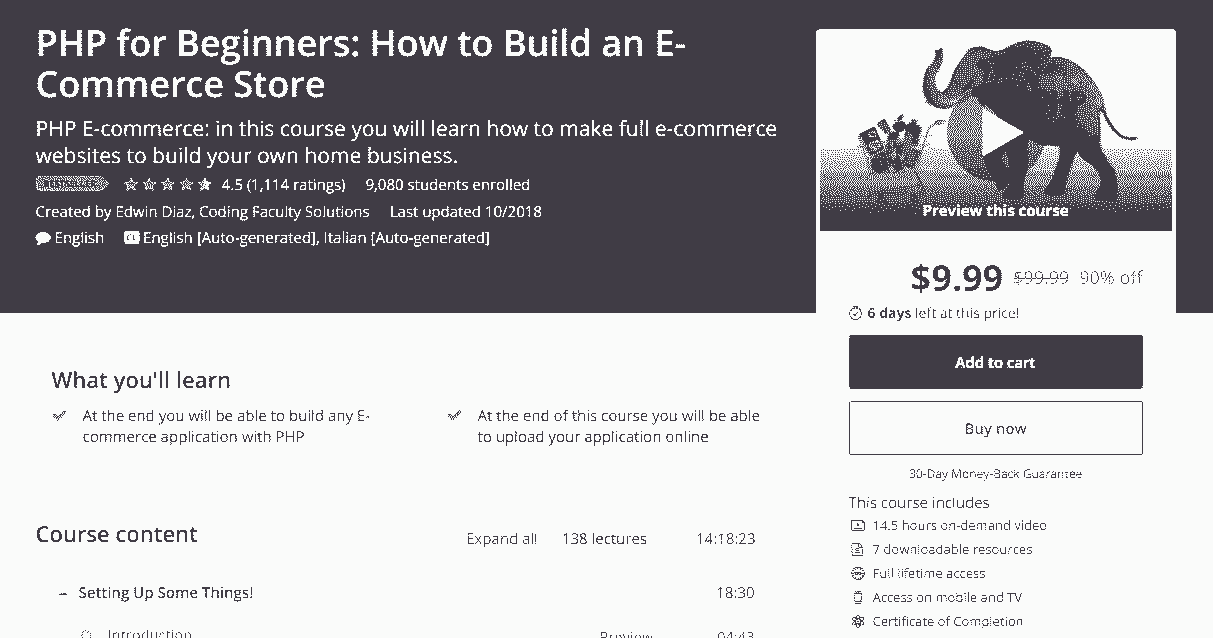 PHP for Beginners: How to Build an E-
Commerce Store
PHP E-commerce: in this course you will learn how to make full e-commerce
websites to build your own home business.
4.5 (1,114 ratings) 9,080 students enrolled
Created by Edwin Diaz, Coding Faculty Solutions Last updated 10/2018
English English [Auto-generated], Italian [Auto-generated]
Preview this course
$9.99 $99.99 90% off
6 days left at this price!
Add to cart
Buy now
30-Day Money-Back Guarantee
This course includes
14.5 hours on-demand video
7 downloadable resources
Full lifetime access
Access on mobile and TV
Certificate of Completion
What you'll learn
At the end you will be able to build any E-
commerce application with PHP
At the end of this course you will be able
to upload your application online
Course content Expand all 138 lectures 14:18:23
Setting Up Some Things! 18:30
Introduction Preview 04:43